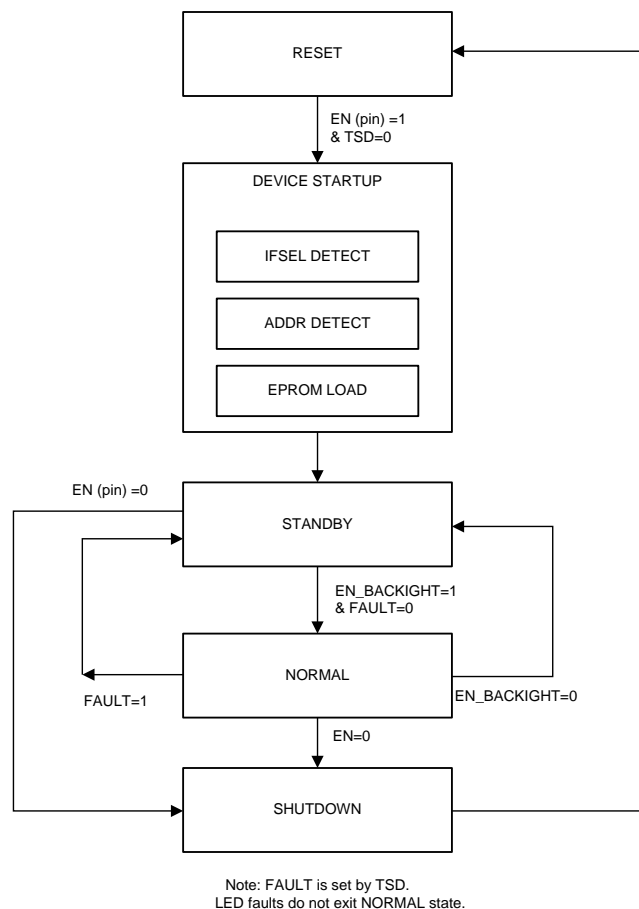 RESET
EN (pin) =1
& TSD=0
DEVICE STARTUP
IFSEL DETECT
ADDR DETECT
EPROM LOAD
EN (pin) =0
STANDBY
EN_BACKIGHT=1
& FAULT=0
NORMAL
FAULT=1
EN_BACKIGHT=0
EN=0
SHUTDOWN
Note: FAULT is set by TSD.
LED faults do not exit NORMAL state.